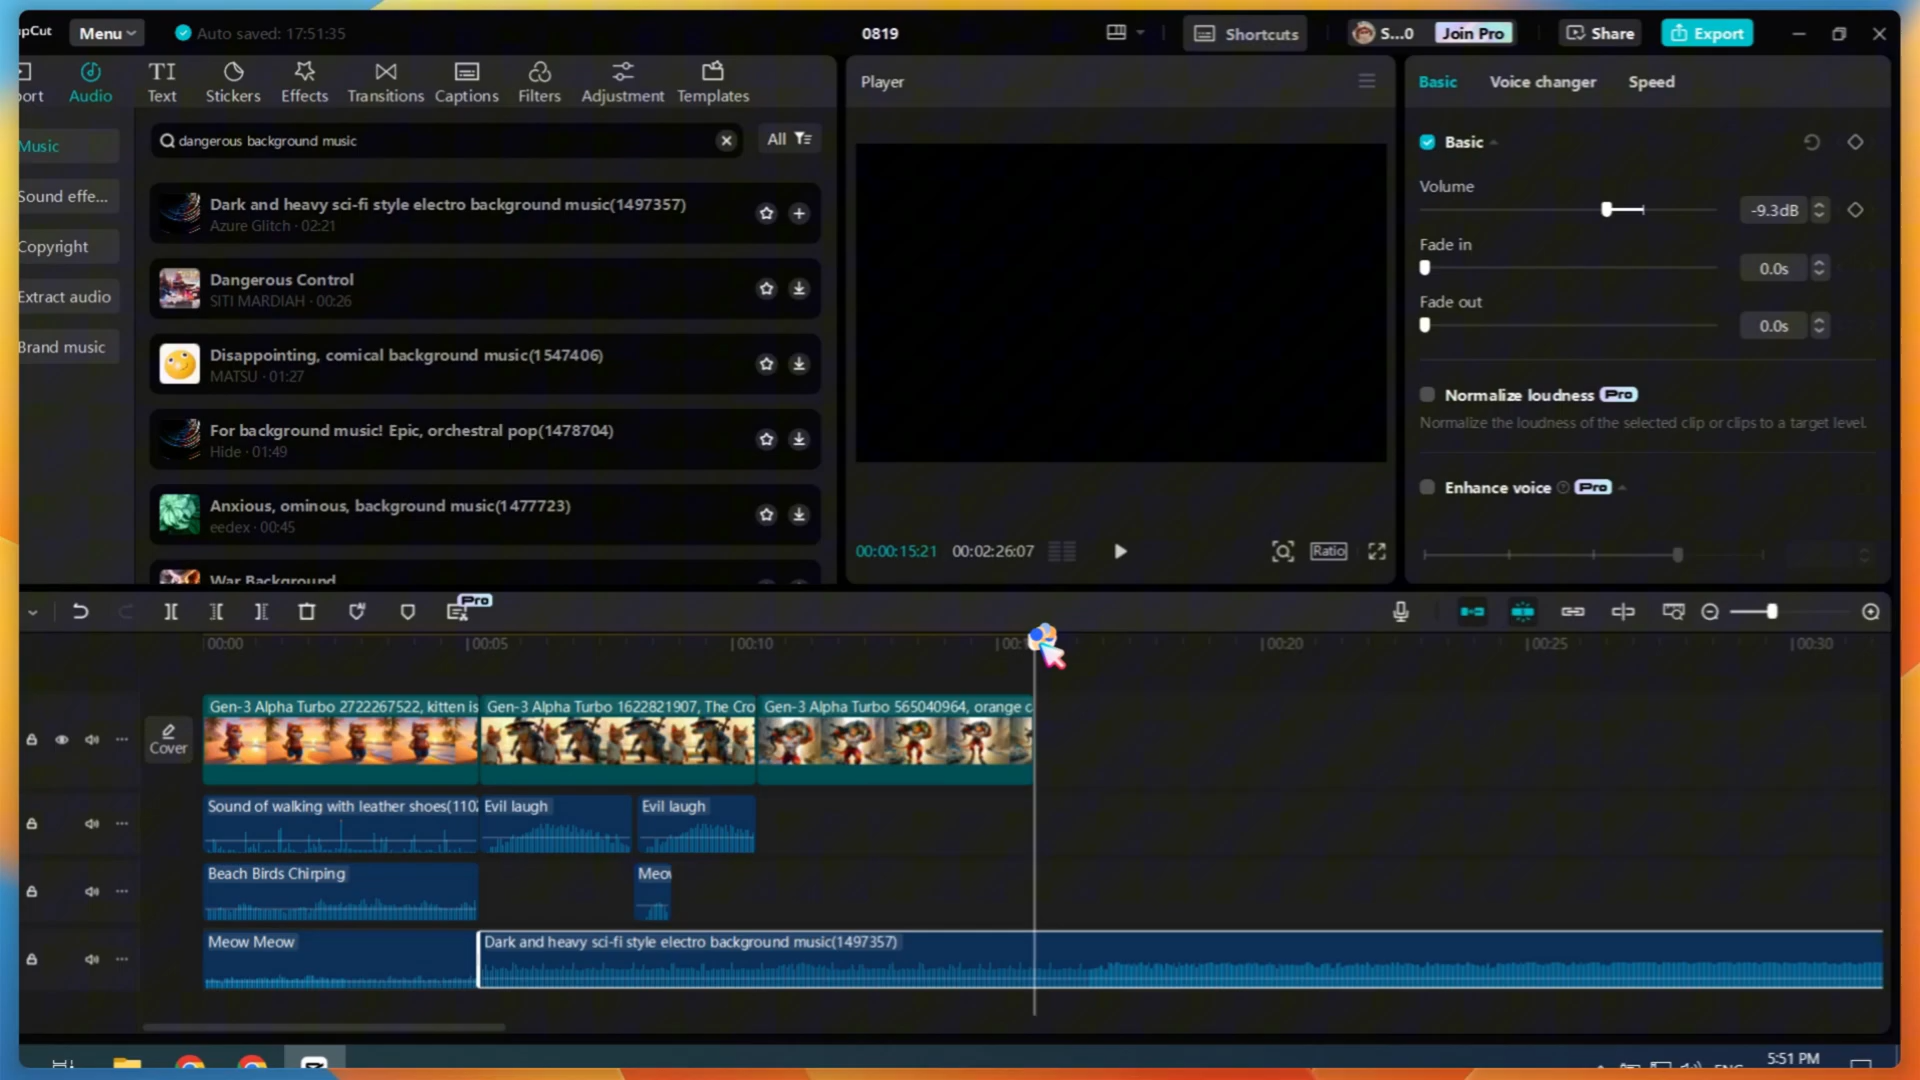 pCut
Menu
Auto saved: 17:51:35
0819
Shortcuts
S...0
Join Pro
Share
Export
ort
Audio
Text
Stickers
Effects
Transitions
Captions
Filters
Adjustment
Templates
Music
Sound effe...
Copyright
Extract audio
Brand music
dangerous background music
All
Dark and heavy sci-fi style electro background music(1497357)
Azure Glitch · 02:21
Dangerous Control
SITI MARDIAH · 00:26
Disappointing, comical background music(1547406)
MATSU · 01:27
For background music! Epic, orchestral pop(1478704)
Hide · 01:49
Anxious, ominous, background music(1477723)
eedex · 00:45
War Background
Player
00:00:15:21
00:02:26:07
Ratio
Basic
Voice changer
Speed
Basic
Volume
-9.3dB
Fade in
0.0s
Fade out
0.0s
Normalize loudness Pro
Normalize the loudness of the selected clip or clips to a target level.
Enhance voice Pro
Pro
00:00
00:05
00:10
00:1
00:20
00:25
00:30
Cover
Gen-3 Alpha Turbo 2722267522, kitten is
Gen-3 Alpha Turbo 1622821907, The Cro
Gen-3 Alpha Turbo 565040964, orange c
Sound of walking with leather shoes(110
Evil laugh
Evil laugh
Beach Birds Chirping
Meow
Meow Meow
Dark and heavy sci-fi style electro background music(1497357)
5:51 PM